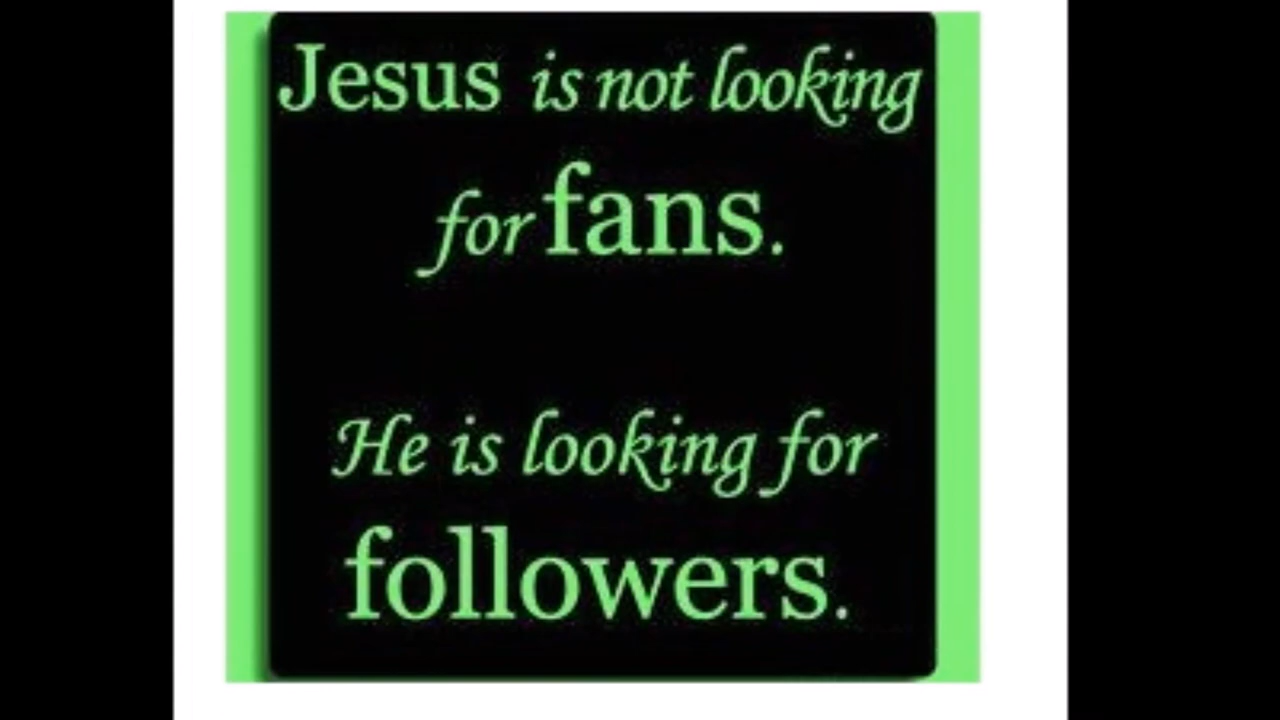 Jesus is not looking
for fans.
He is looking for
followers.